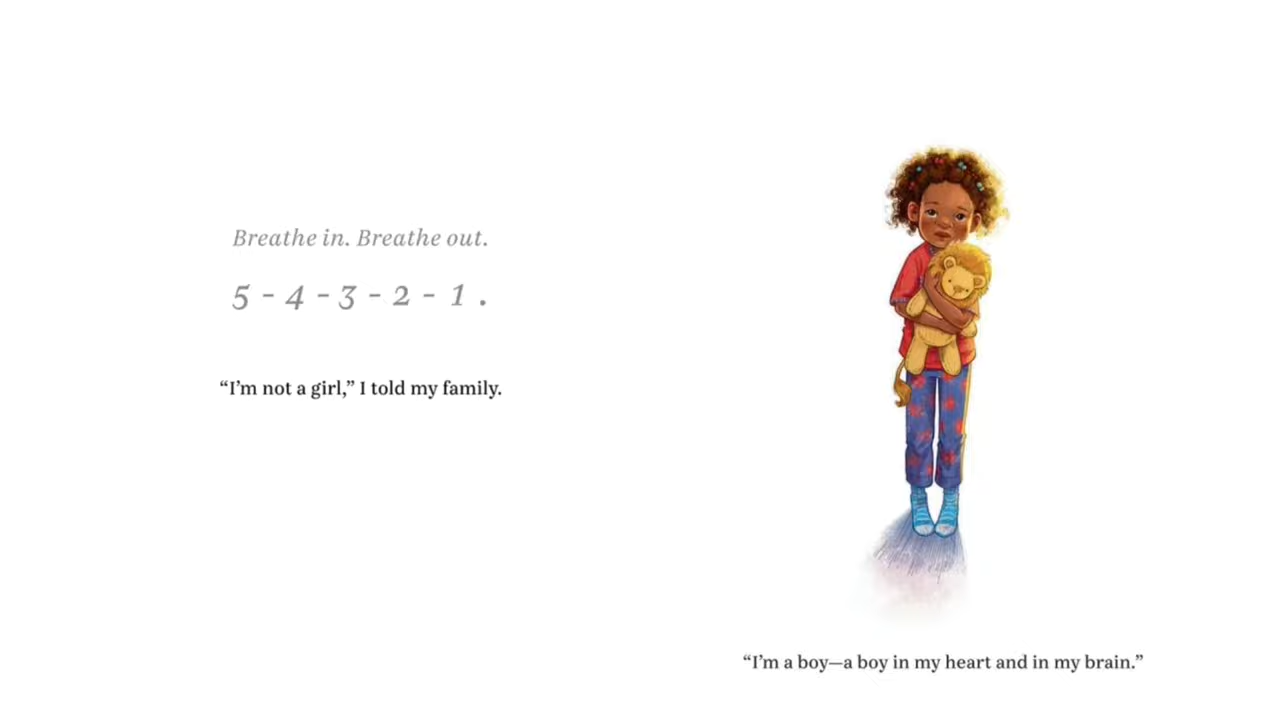 Breathe in. Breathe out.
5 - 4 - 3 - 2 - 1 .
“I’m not a girl,” I told my family.
“I’m a boy—a boy in my heart and in my brain.”